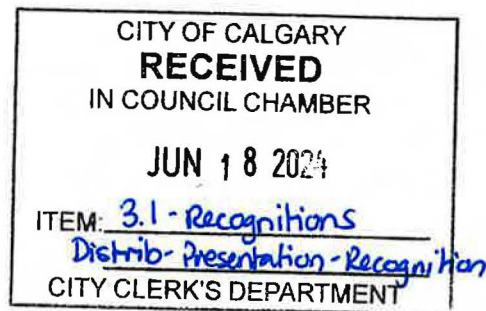 CITY OF CALGARY
RECEIVED
IN COUNCIL CHAMBER
JUN 18 2024
ITEM: 3.1 - Recognitions
Distrib - Presentation - Recognition
CITY CLERK'S DEPARTMENT